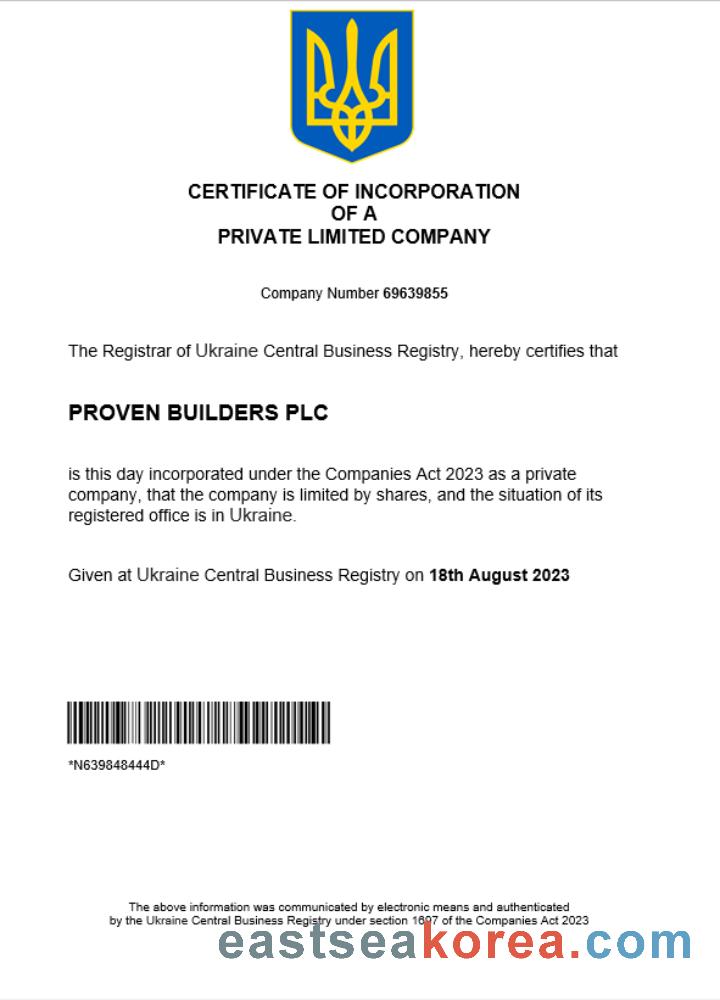 CERTIFICATE OF INCORPORATION
OF A
PRIVATE LIMITED COMPANY
Company Number 69639855
The Registrar of Ukraine Central Business Registry, hereby certifies that
PROVEN BUILDERS PLC
is this day incorporated under the Companies Act 2023 as a private
company, that the company is limited by shares, and the situation of its
registered office is in Ukraine.
Given at Ukraine Central Business Registry on 18th August 2023
*N639848444D*
The above information was communicated by electronic means and authenticated
by the Ukraine Central Business Registry under section 1697 of the Companies Act 2023
eastseakorea.com